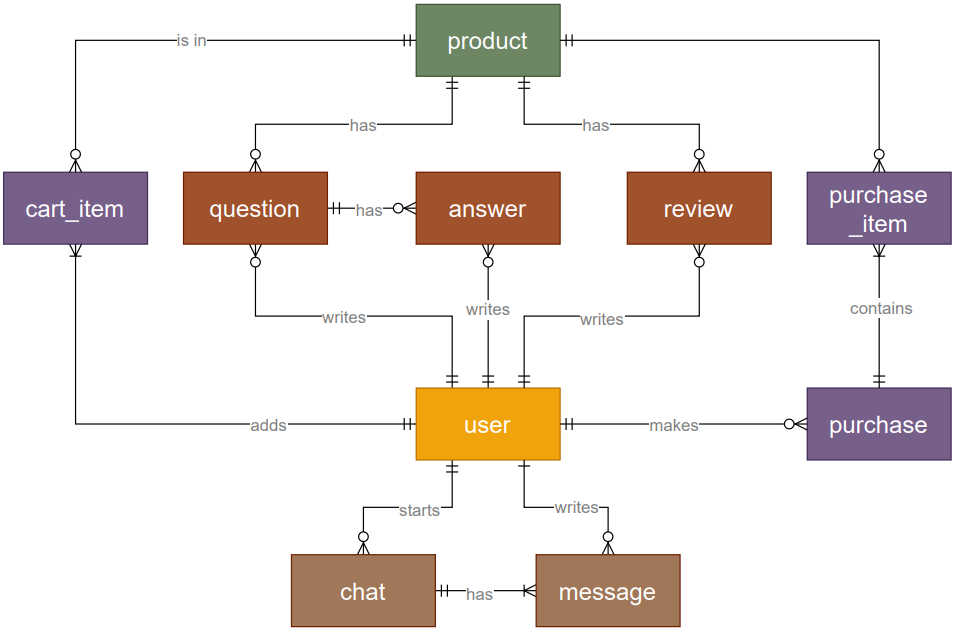 is in
product
has
has
cart_item
question
has
answer
review
purchase
_item
writes
writes
writes
contains
adds
user
makes
purchase
starts
writes
chat
has
message